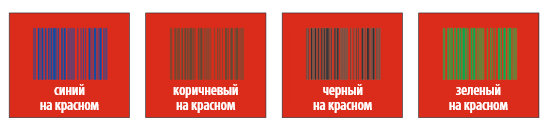 синий
на красном
коричневый
на красном
черный
на красном
зеленый
на красном